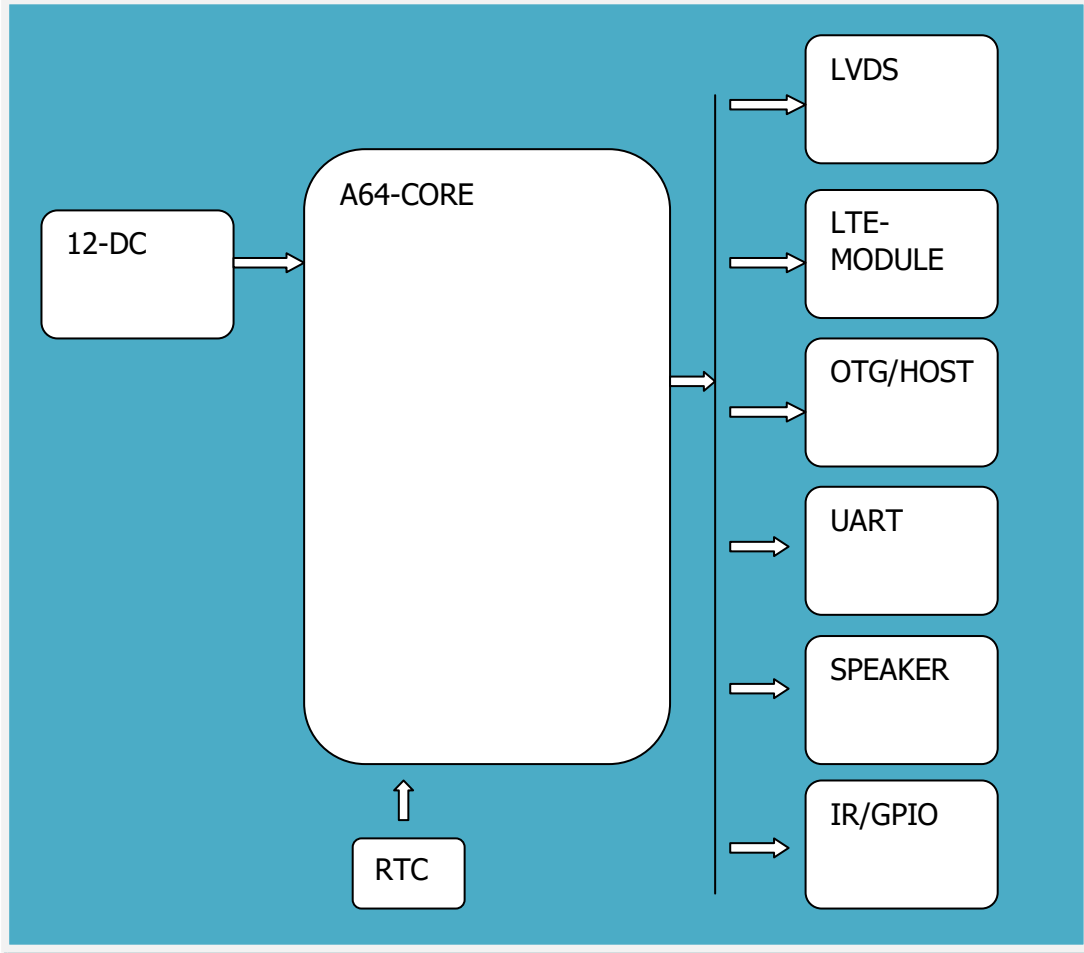 LVDS
A64-CORE
12-DC
LTE-
MODULE
OTG/HOST
UART
SPEAKER
IR/GPIO
RTC